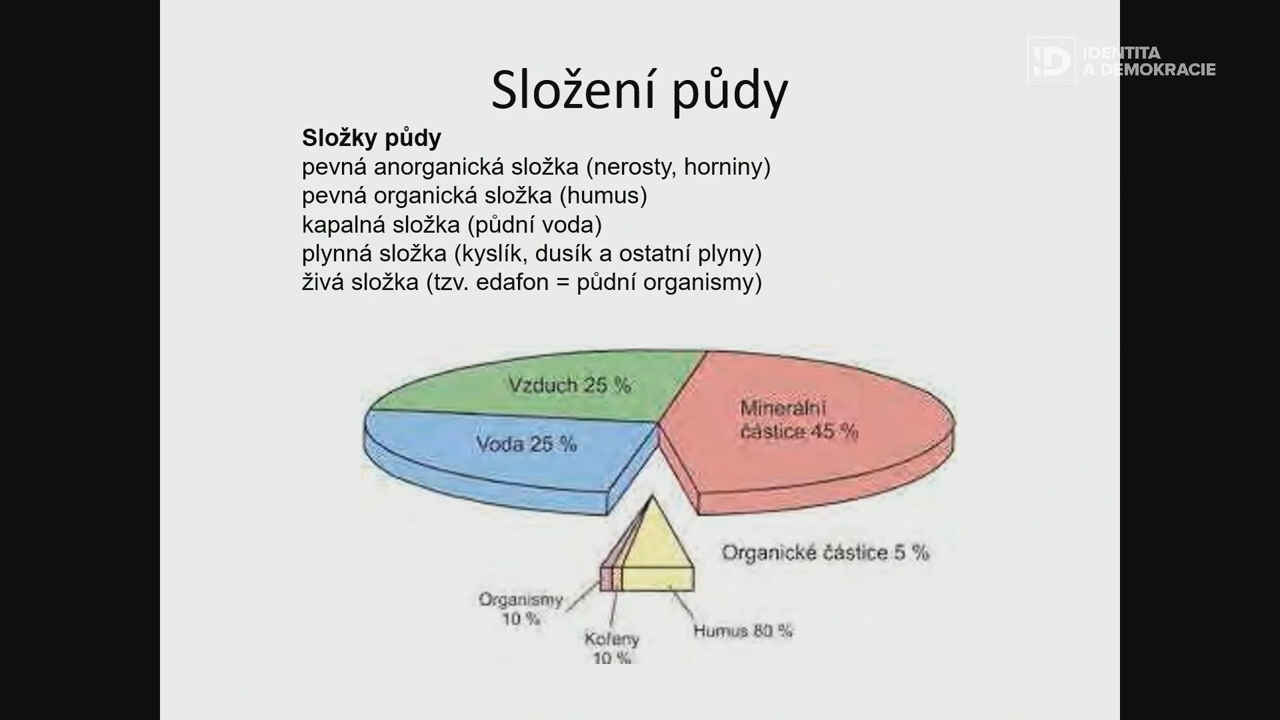 IDENTITA
A DEMOKRACIE
Složení půdy
Složky půdy
pevná anorganická složka (nerosty, horniny)
pevná organická složka (humus)
kapalná složka (půdní voda)
plynná složka (kyslík, dusík a ostatní plyny)
živá složka (tzv. edafon = půdní organismy)
Vzduch 25 %
Minerální
částice 45 %
Voda 25 %
Organické částice 5 %
Organismy
10 %
Kořeny
10 %
Humus 80 %